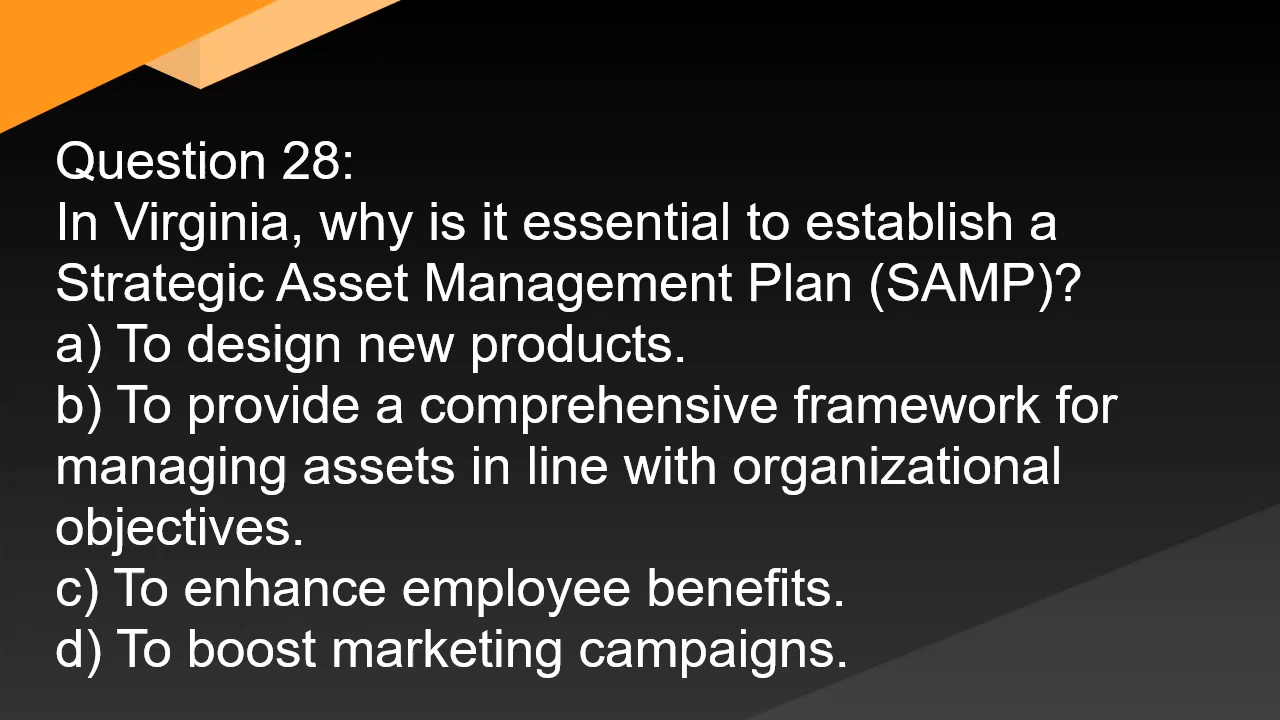 Question 28:
In Virginia, why is it essential to establish a
Strategic Asset Management Plan (SAMP)?
a) To design new products.
b) To provide a comprehensive framework for
managing assets in line with organizational
objectives.
c) To enhance employee benefits.
d) To boost marketing campaigns.